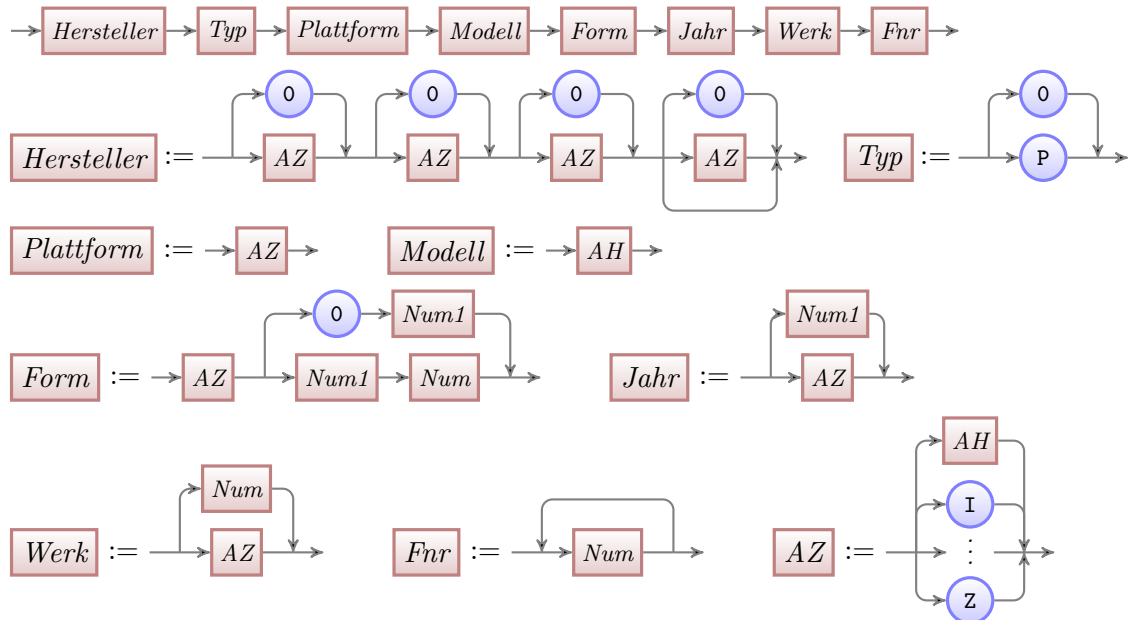 Hersteller Typ Plattform Modell Form Jahr Werk Fnr
0 0 0 0 0
Hersteller := AZ AZ AZ AZ Typ := P
Plattform := AZ Modell := AH
0 Num1 Num1
Form := AZ Num1 Num Jahr := AZ
AH
Num I
Werk := AZ Fnr := Num AZ := ⋮
Z